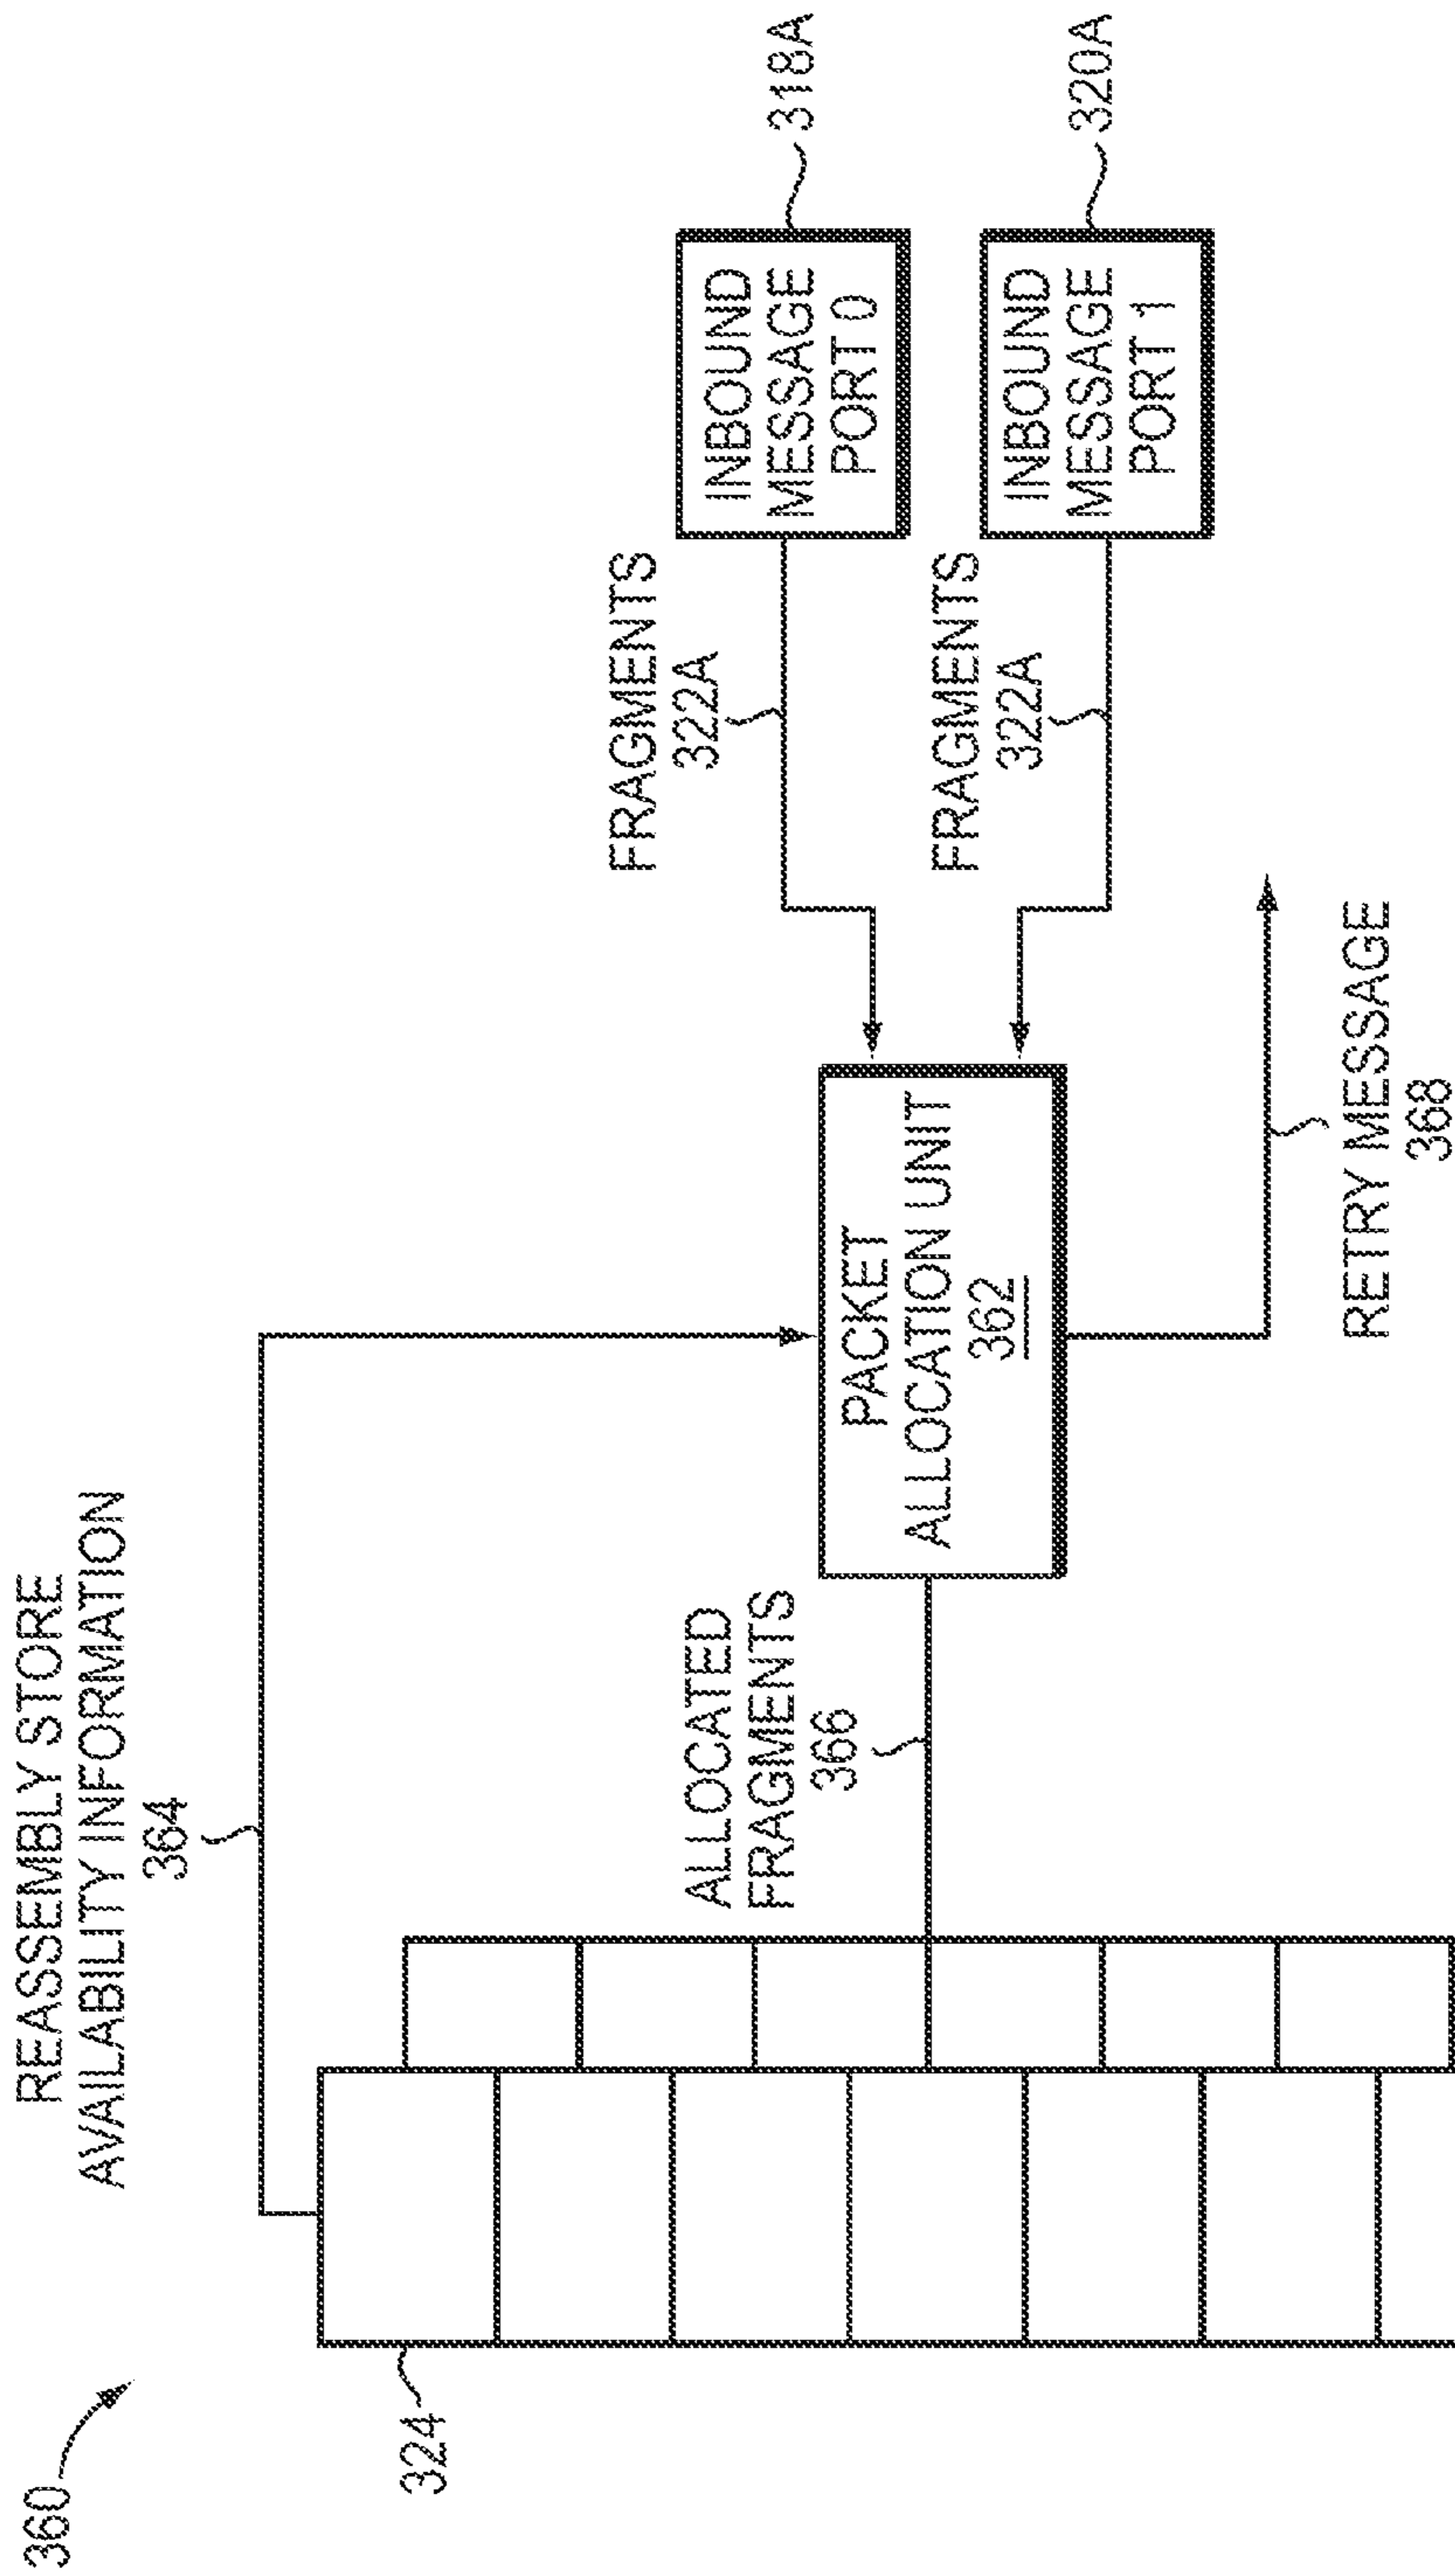 360
REASSEMBLY STORE
AVAILABILITY INFORMATION
364
324
ALLOCATED
FRAGMENTS
366
PACKET
ALLOCATION UNIT
362
FRAGMENTS
322A
INBOUND
MESSAGE
PORT 0
318A
FRAGMENTS
322A
INBOUND
MESSAGE
PORT 1
320A
RETRY MESSAGE
368